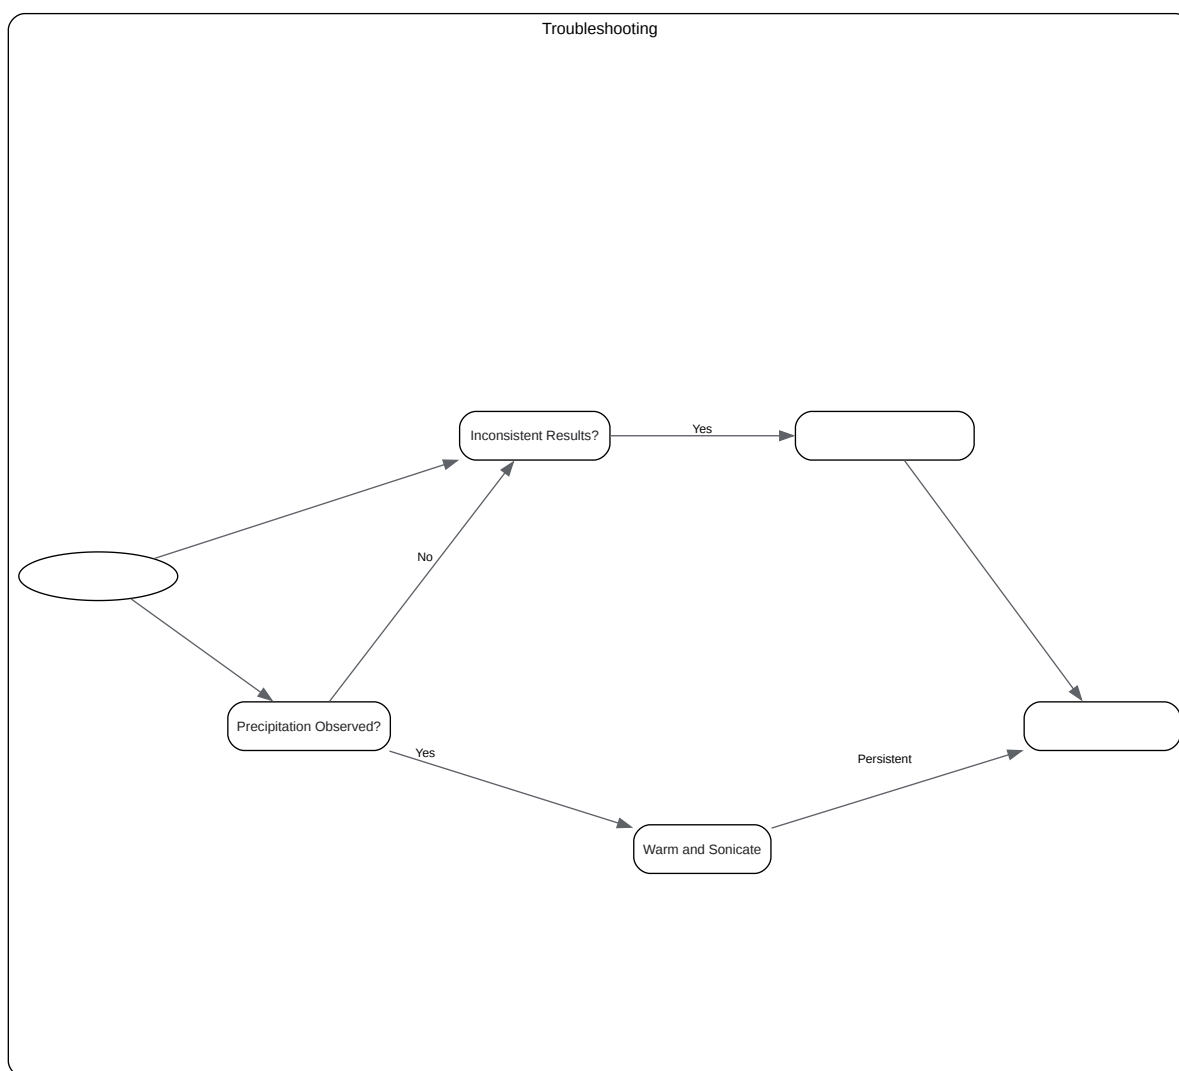 Troubleshooting
Inconsistent Results?
Yes
No
Precipitation Observed?
Yes
Persistent
Warm and Sonicate